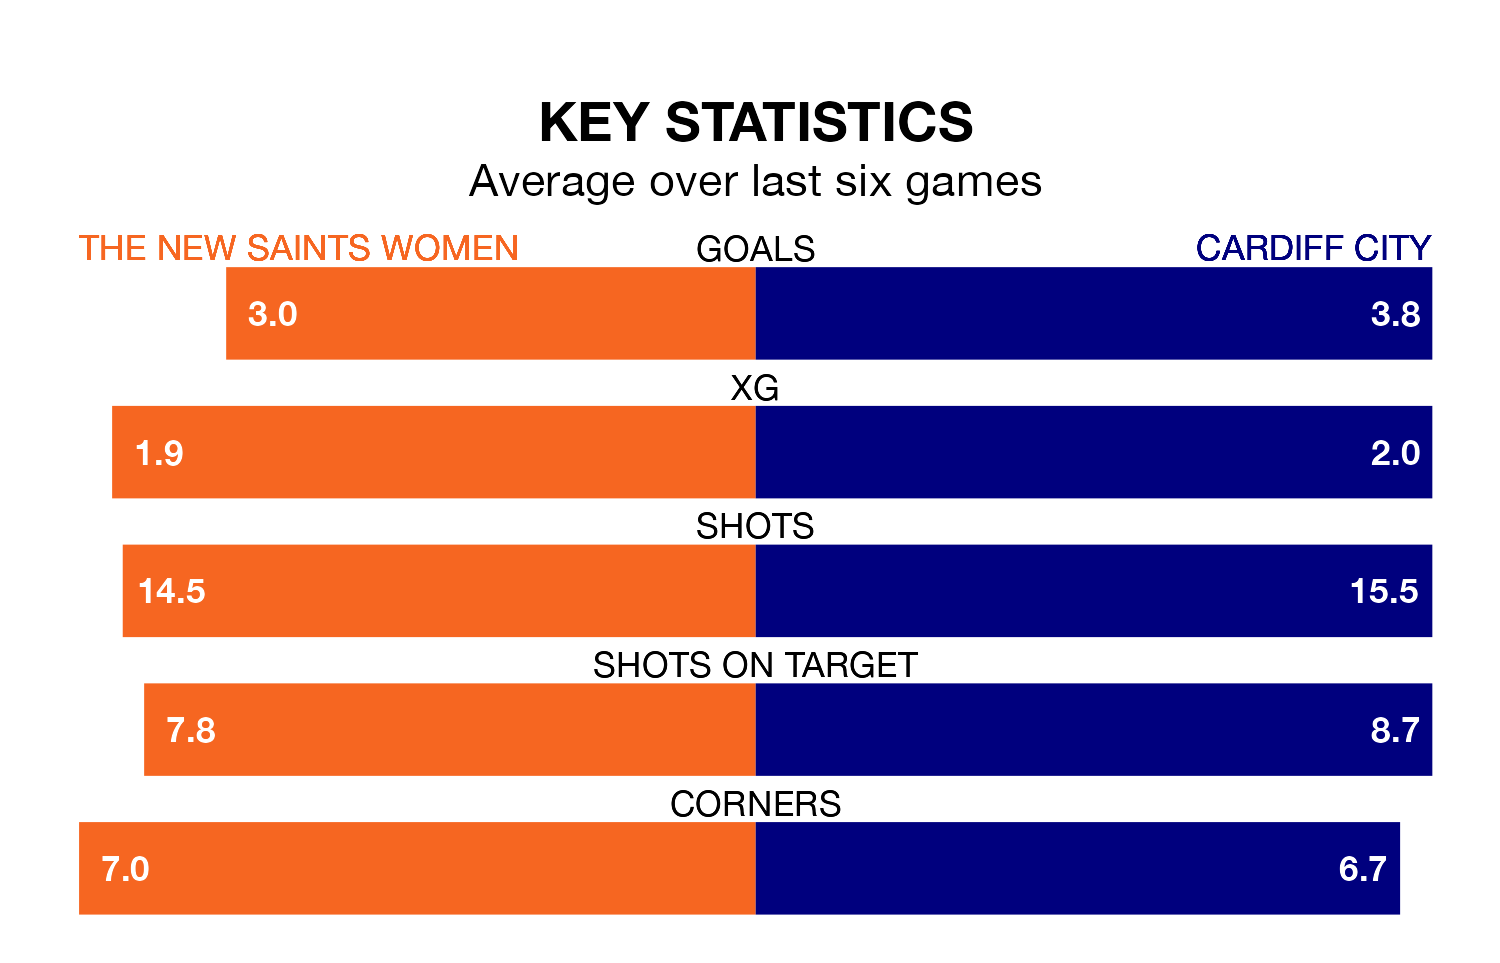 KEY STATISTICS
Average over last six games
THE NEW SAINTS WOMEN GOALS CARDIFF CITY
3.0 3.8
XG
1.9 2.0
SHOTS
14.5 15.5
SHOTS ON TARGET
7.8 8.7
CORNERS
7.0 6.7